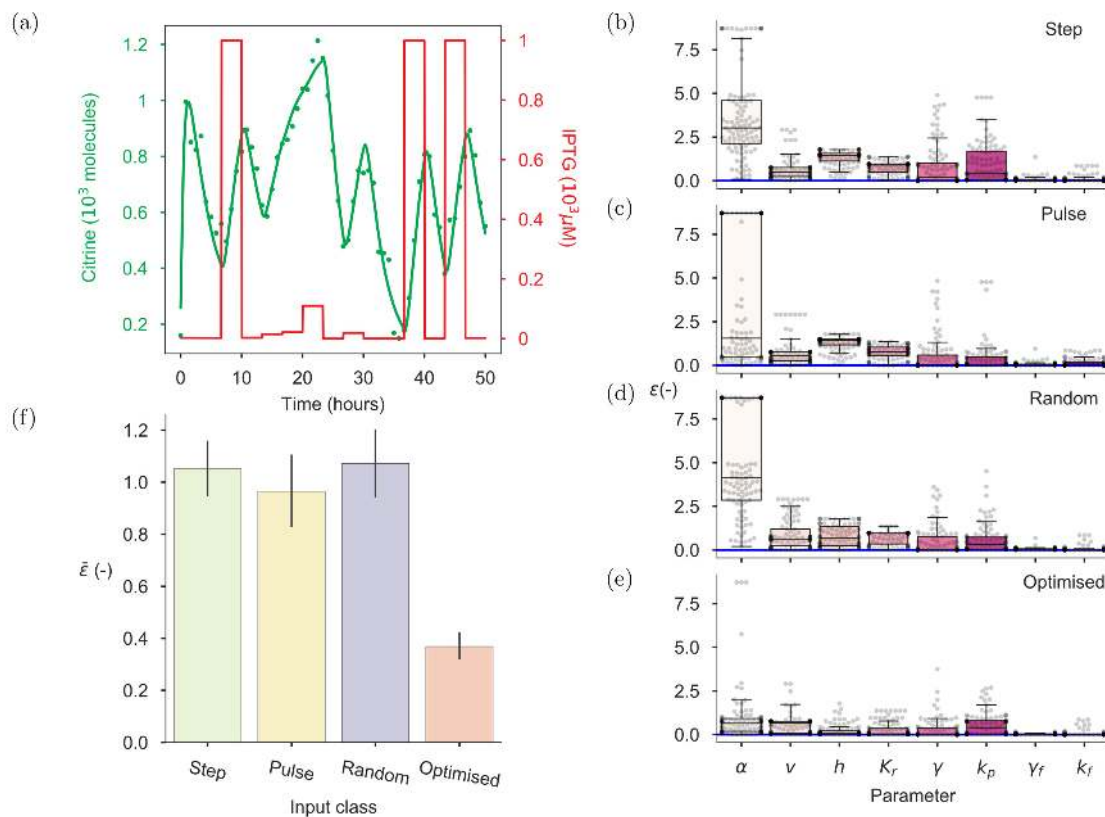 (a)
1.2
1
0.8
0.6
0.4
0.2
Citrine (10³ molecules)
1
0.8
0.6
0.4
0.2
0
IPTG (10³μM)
0
10
20
30
40
50
Time (hours)
(b)
Step
7.5
5.0
2.5
0.0
(c)
Pulse
7.5
5.0
2.5
0.0
(d)
ε(-)
Random
7.5
5.0
2.5
0.0
(e)
Optimised
7.5
5.0
2.5
0.0
α
v
h
K_r
γ
k_p
γ_f
k_f
Parameter
(f)
1.2
1.0
0.8
0.6
0.4
0.2
0.0
ε̄ (-)
Step
Pulse
Random
Optimised
Input class